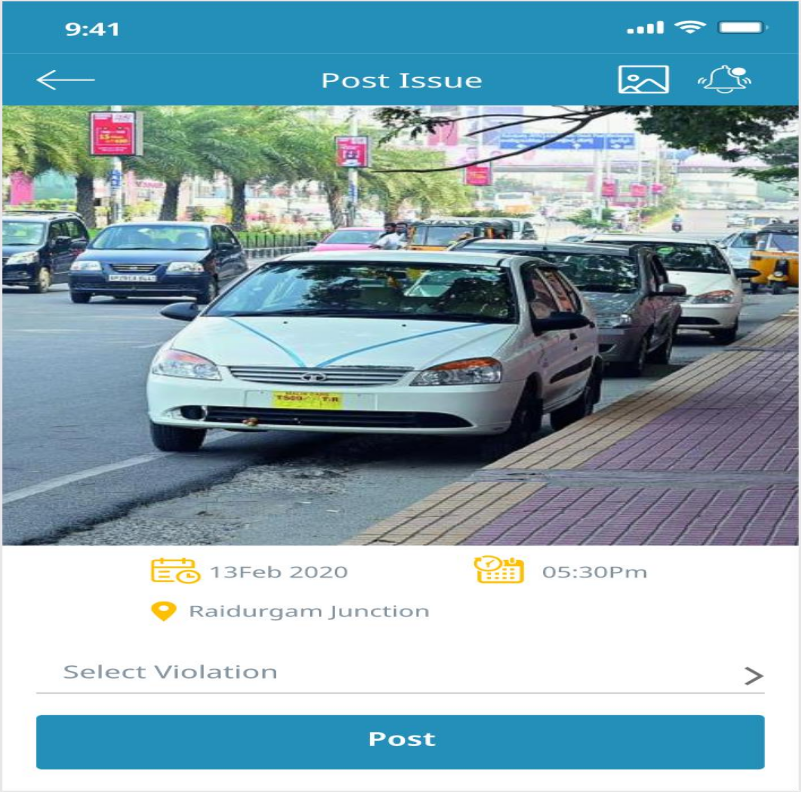 9:41
Post Issue
13Feb 2020
05:30Pm
Raidurgam Junction
Select Violation
Post